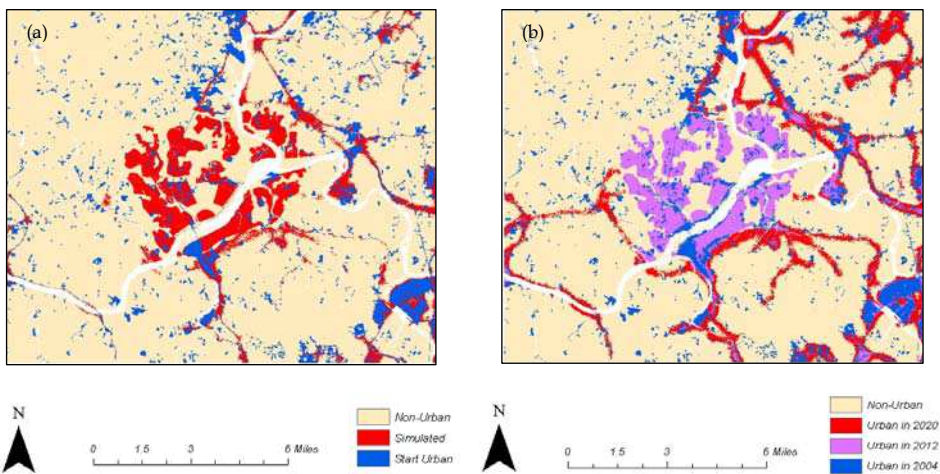 (a)
(b)
N
0 1.5 3 6 Miles
Non-Urban
Simulated
Start Urban
N
0 1.5 3 6 Miles
Non-Urban
Urban in 2020
Urban in 2012
Urban in 2004